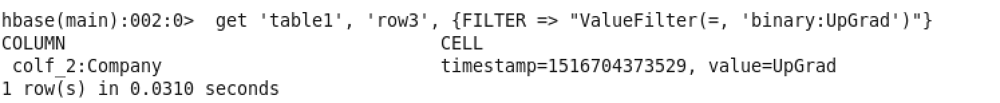 hbase(main):002:0>  get 'table1', 'row3', {FILTER => "ValueFilter(=, 'binary:UpGrad')"}
COLUMN                                   CELL
 colf_2:Company                          timestamp=1516704373529, value=UpGrad
1 row(s) in 0.0310 seconds